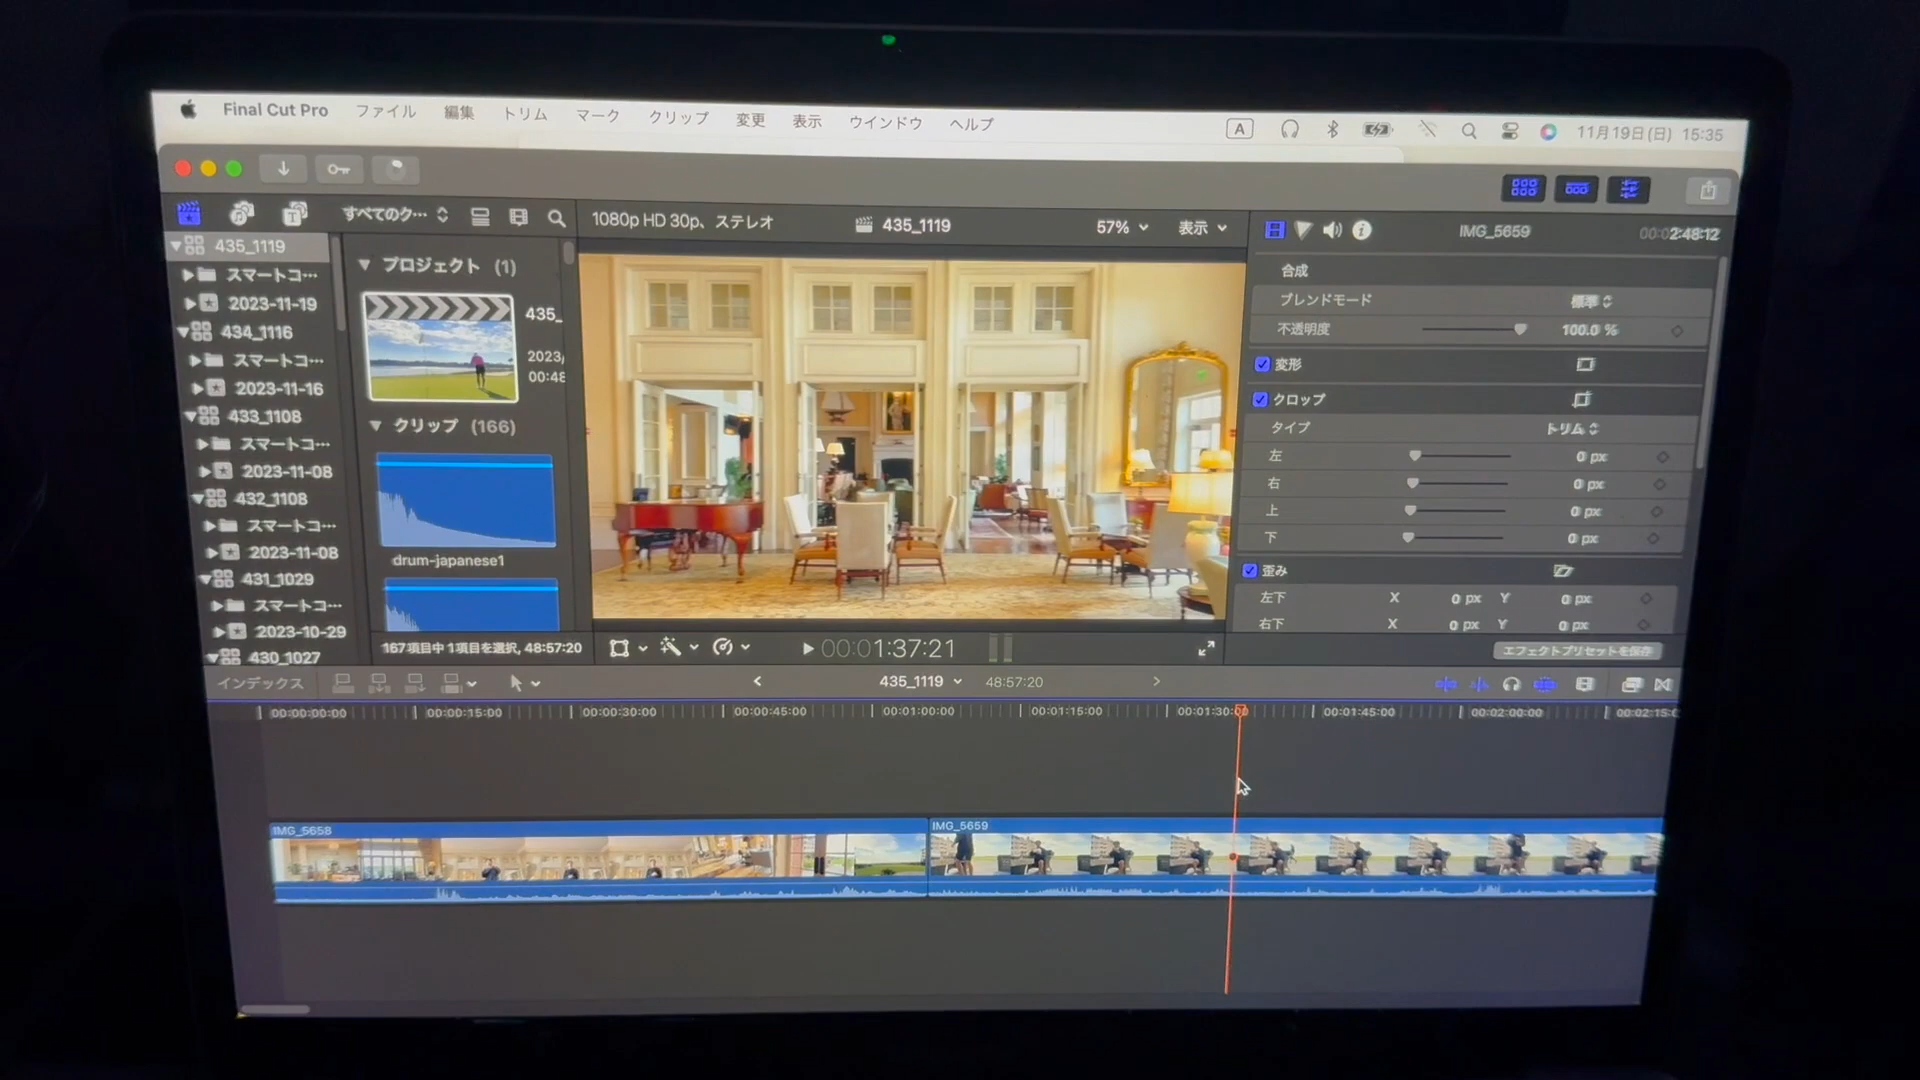 Final Cut Pro ファイル 編集 トリム マーク クリップ 変更 表示 ウインドウ ヘルプ A 11月19日(日) 15:35
すべてのク… 1080p HD 30p、ステレオ 435_1119 57% 表示 IMG_5659 2:48:12
435_1119
スマートコ…
2023-11-19
434_1116
スマートコ…
2023-11-16
433_1108
スマートコ…
2023-11-08
432_1108
スマートコ…
2023-11-08
431_1029
スマートコ…
2023-10-29
430_1027
プロジェクト (1)
435_
2023/
00:48
クリップ (166)
drum-japanese1
167項目中1項目を選択, 48:57:20
00:01:37:21
合成
ブレンドモード 標準
不透明度 100.0 %
変形
クロップ
タイプ トリム
左 0 px
右 0 px
上 0 px
下 0 px
歪み
左下 X 0 px Y 0 px
右下 X 0 px Y 0 px
エフェクトプリセットを保存
インデックス 435_1119 48:57:20
00:00:00:00 00:00:15:00 00:00:30:00 00:00:45:00 00:01:00:00 00:01:15:00 00:01:30:00 00:01:45:00 00:02:00:00 00:02:15:0
IMG_5658 IMG_5659